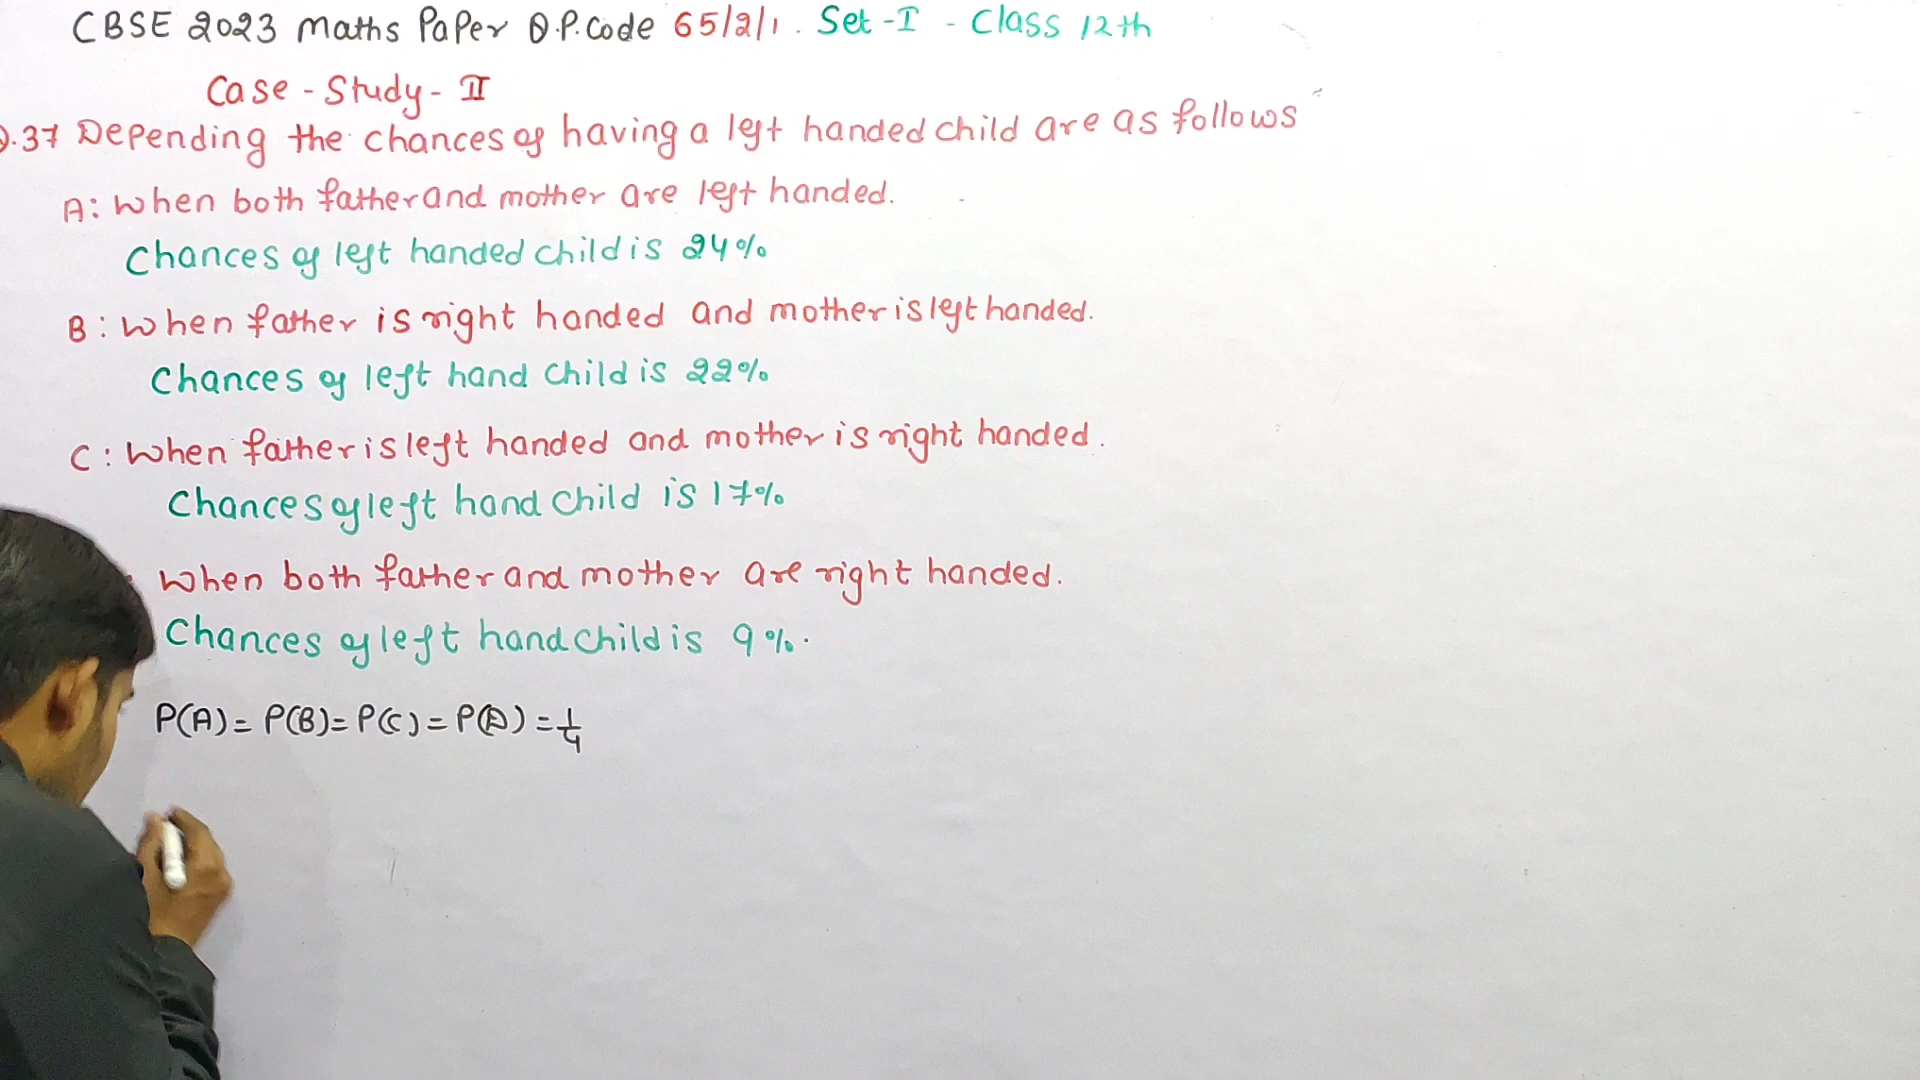 CBSE 2023 Maths Paper Q.P. Code 65/2/1. Set-I - Class 12th
Case-Study-II
Q.37 Depending the chances of having a left handed child are as follows
A: When both father and mother are left handed.
Chances of left handed child is 24%
B: When father is right handed and mother is left handed.
Chances of left hand child is 22%
C: When father is left handed and mother is right handed.
Chances of left hand child is 17%
When both father and mother are right handed.
Chances of left hand child is 9%.
P(A) = P(B) = P(C) = P(D) = 1/4